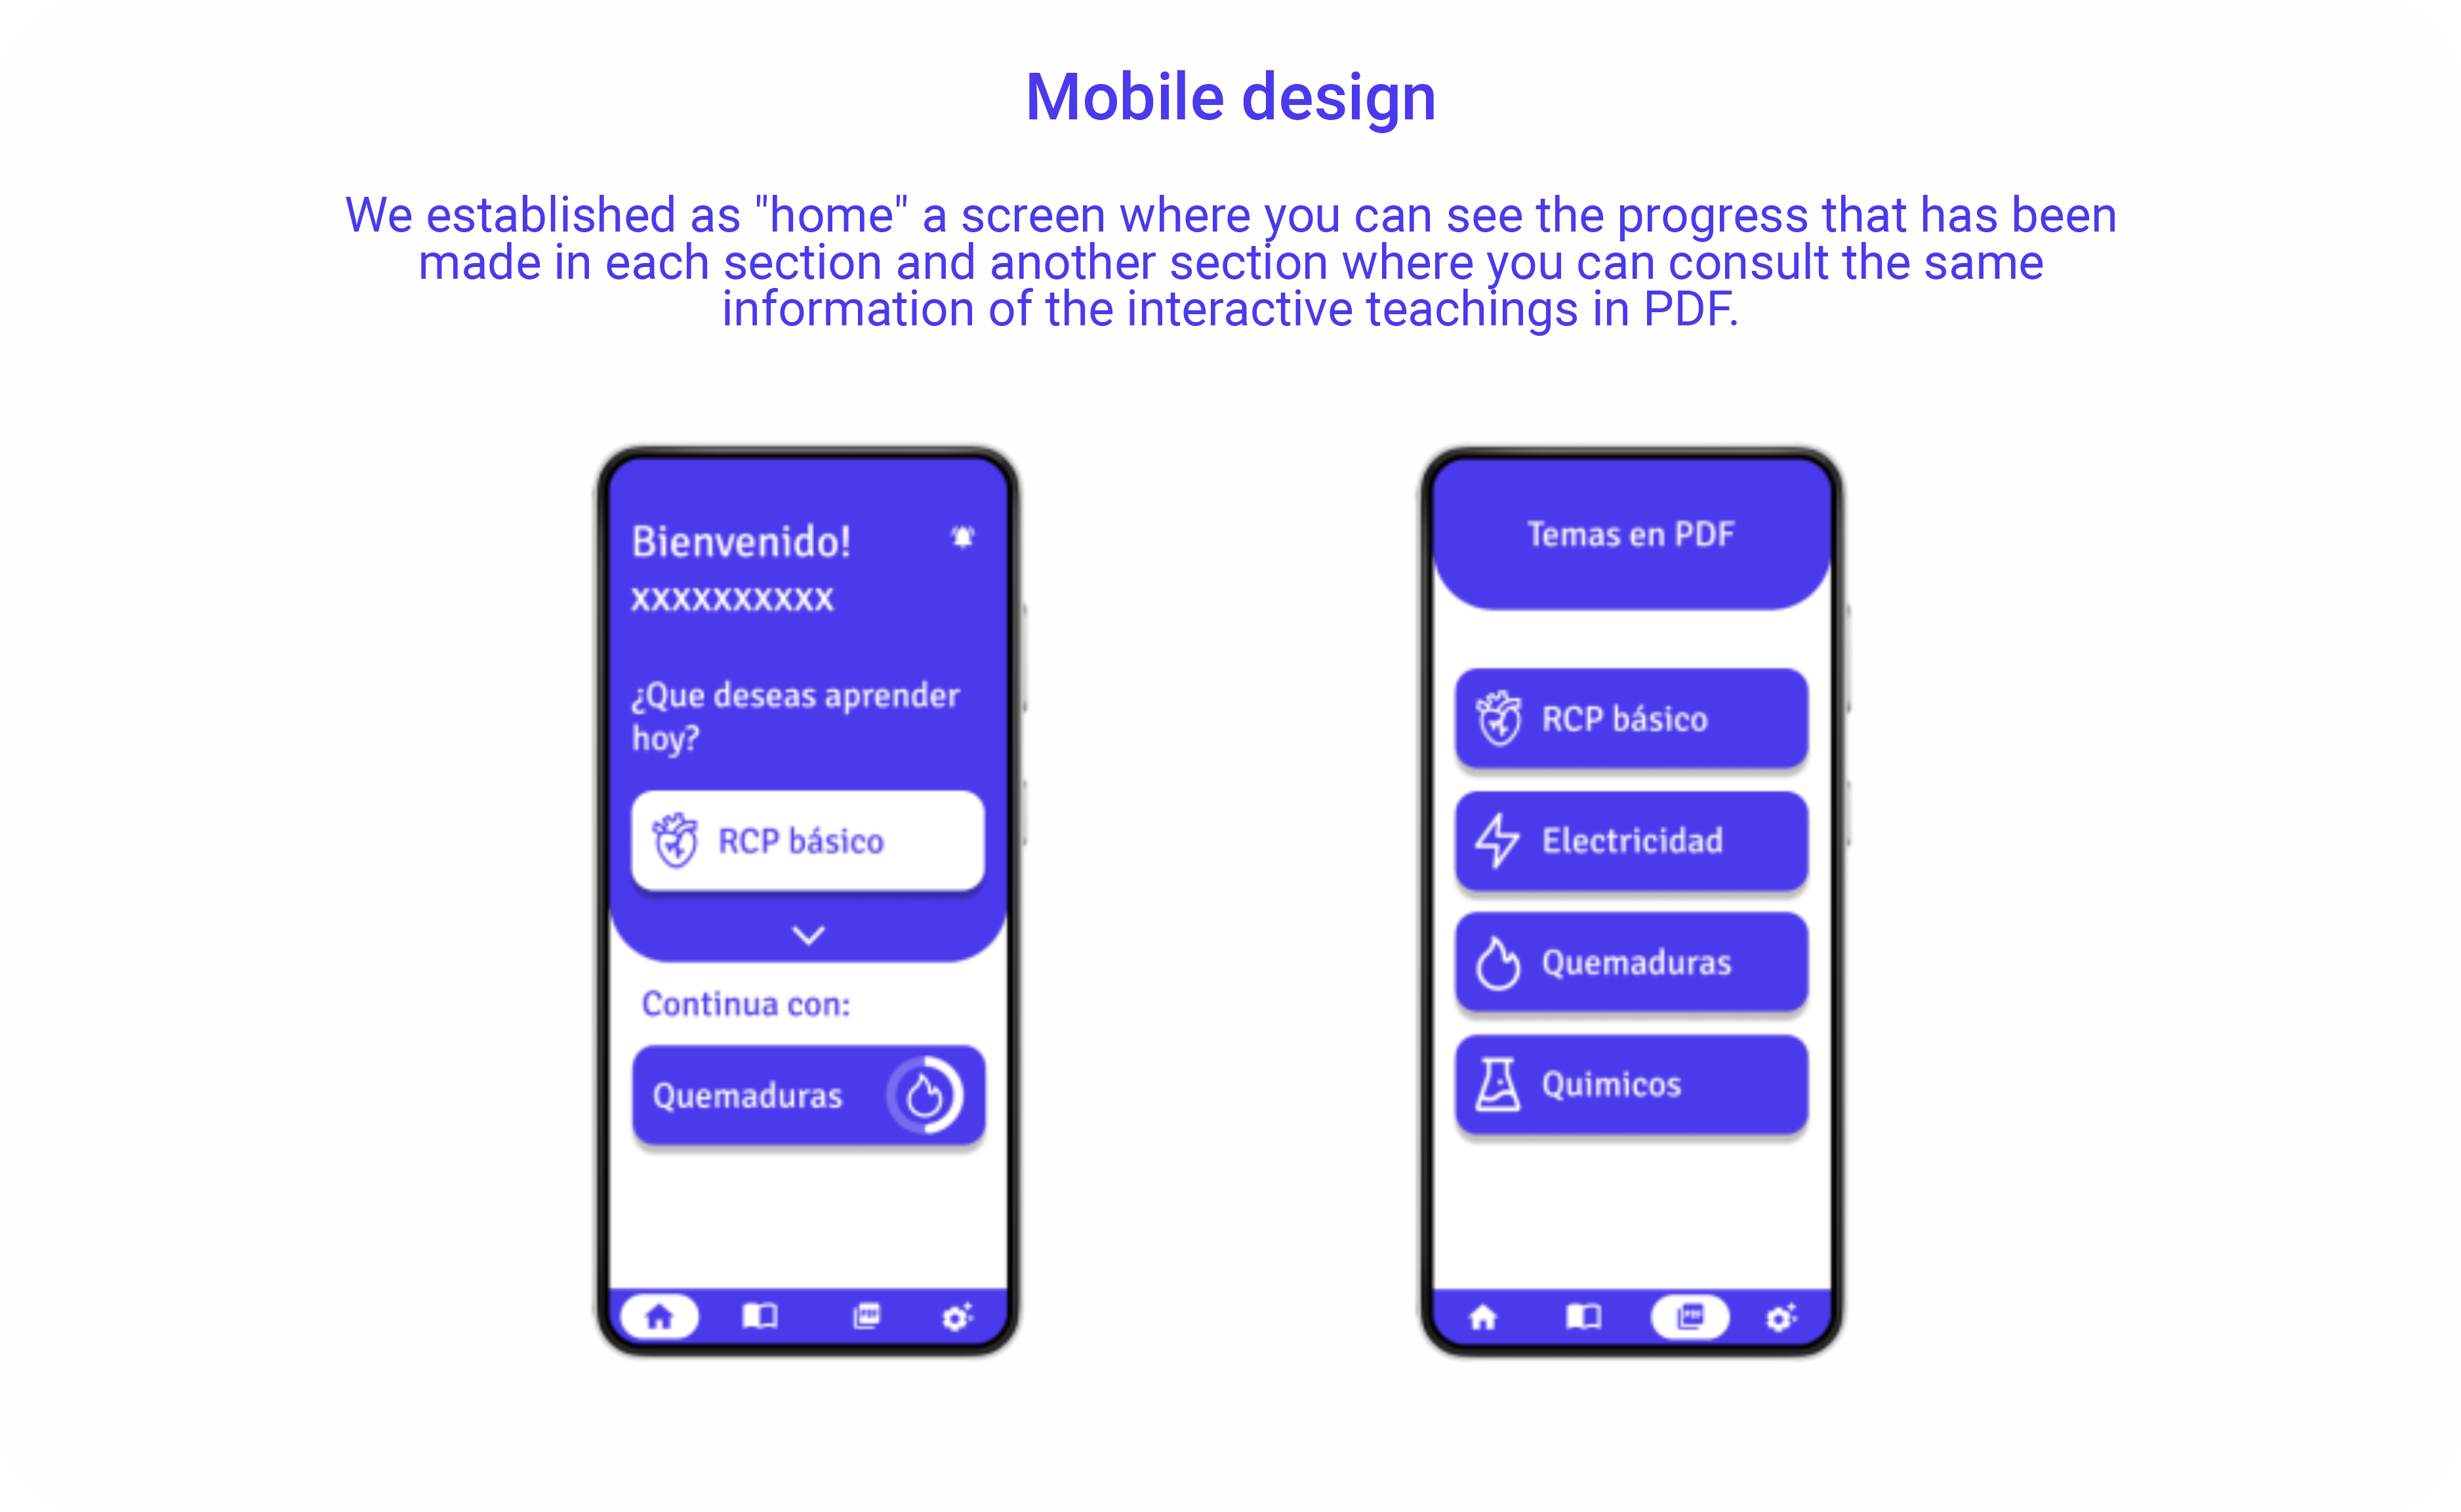 Mobile design
We established as "home" a screen where you can see the progress that has been
made in each section and another section where you can consult the same
information of the interactive teachings in PDF.
Bienvenido!
xxxxxxxxxx
¿Que deseas aprender
hoy?
RCP básico
Continua con:
Quemaduras
PDF
Temas en PDF
RCP básico
Electricidad
Quemaduras
Quimicos
PDF